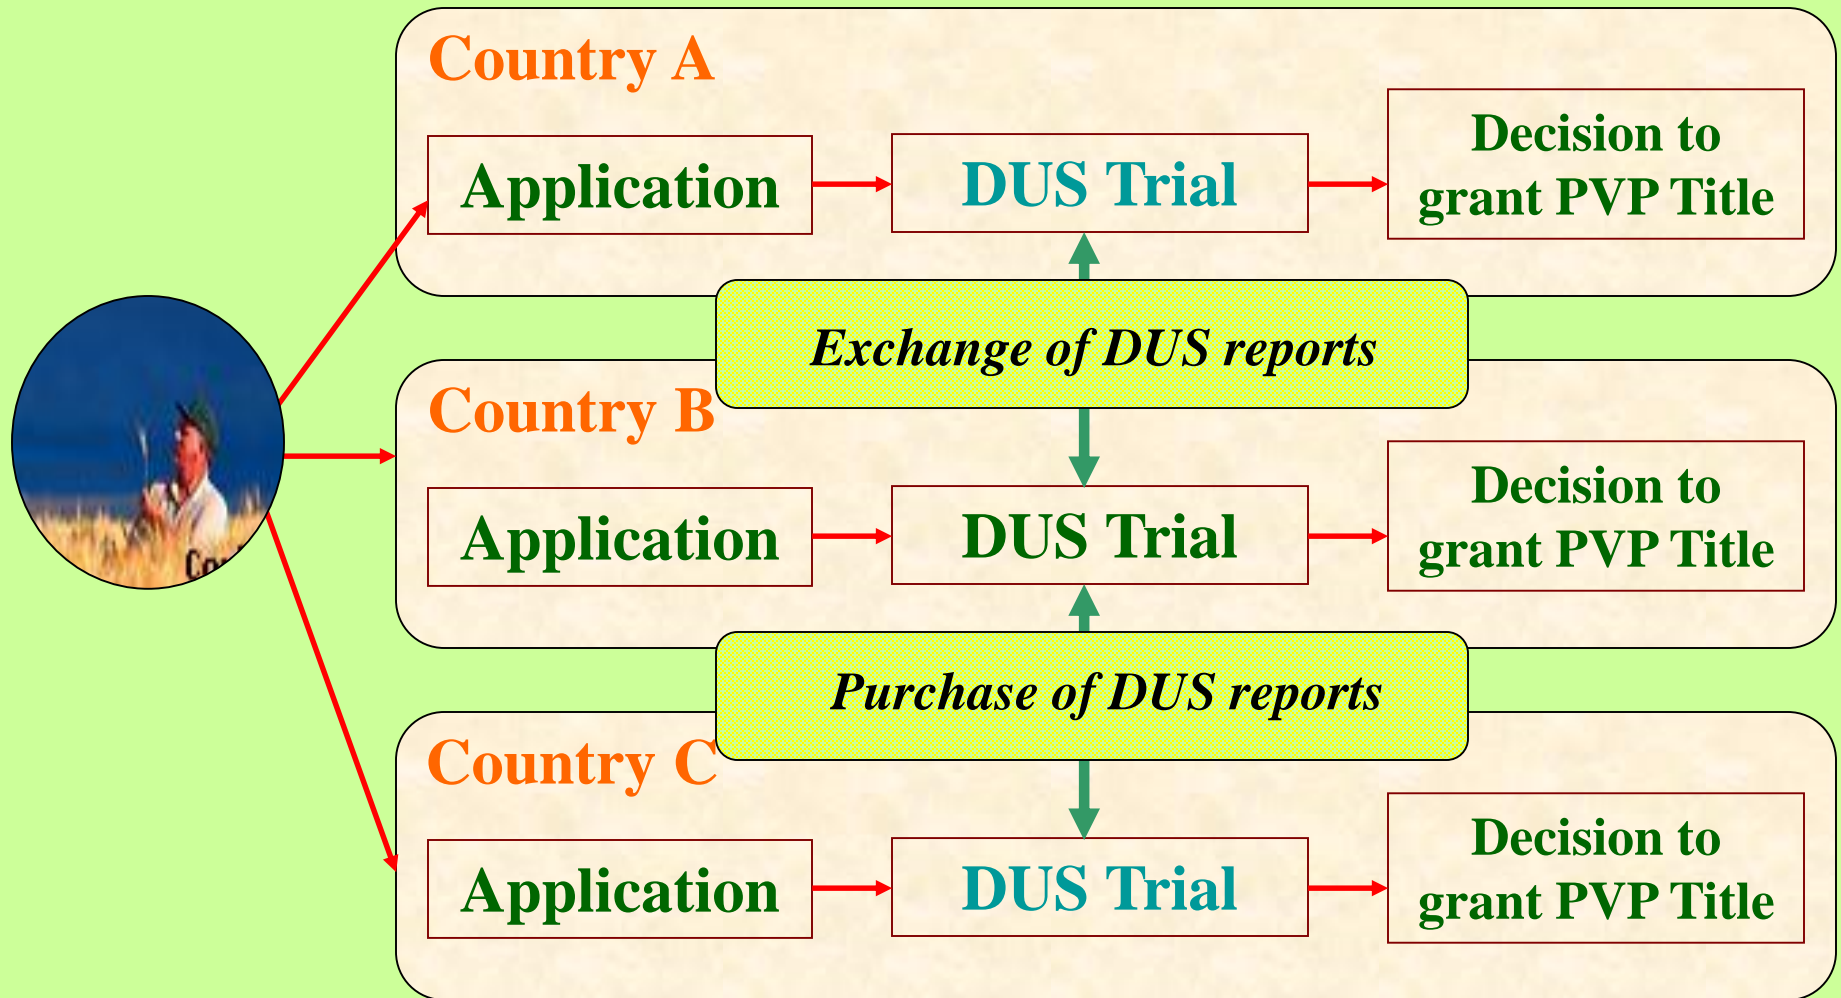 Country A
Application
DUS Trial
Decision to
grant PVP Title
Exchange of DUS reports
Country B
Application
DUS Trial
Decision to
grant PVP Title
Purchase of DUS reports
Country C
Application
DUS Trial
Decision to
grant PVP Title